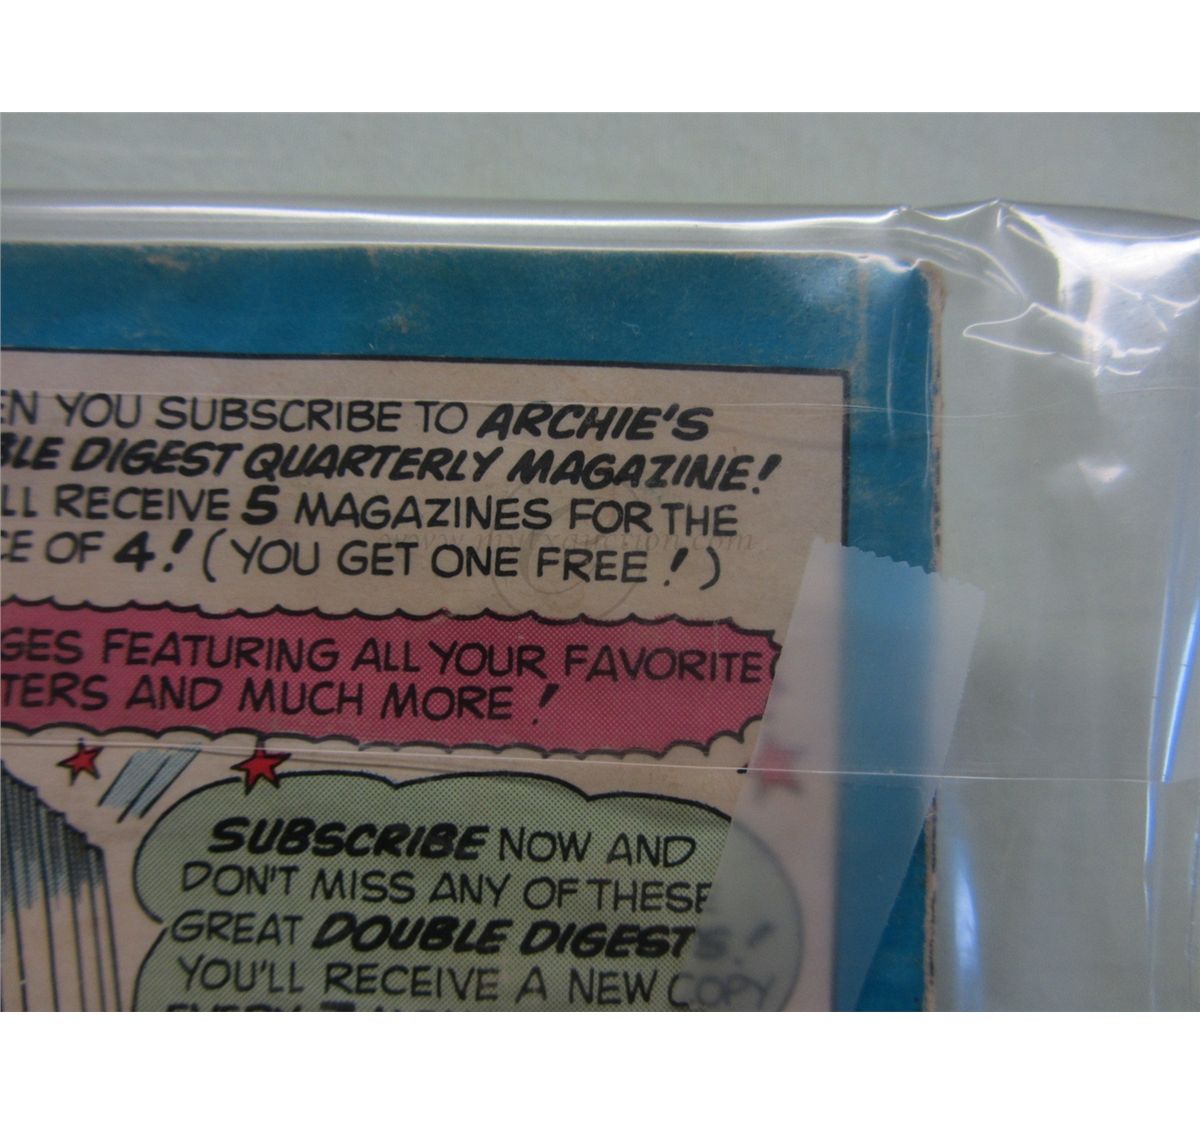 EN YOU SUBSCRIBE TO ARCHIE'S
BLE DIGEST QUARTERLY MAGAZINE!
LL RECEIVE 5 MAGAZINES FOR THE
CE OF 4! (YOU GET ONE FREE!)
GES FEATURING ALL YOUR FAVORITE
TERS AND MUCH MORE!
SUBSCRIBE NOW AND
DON'T MISS ANY OF THESE
GREAT DOUBLE DIGESTS!
YOU'LL RECEIVE A NEW COPY